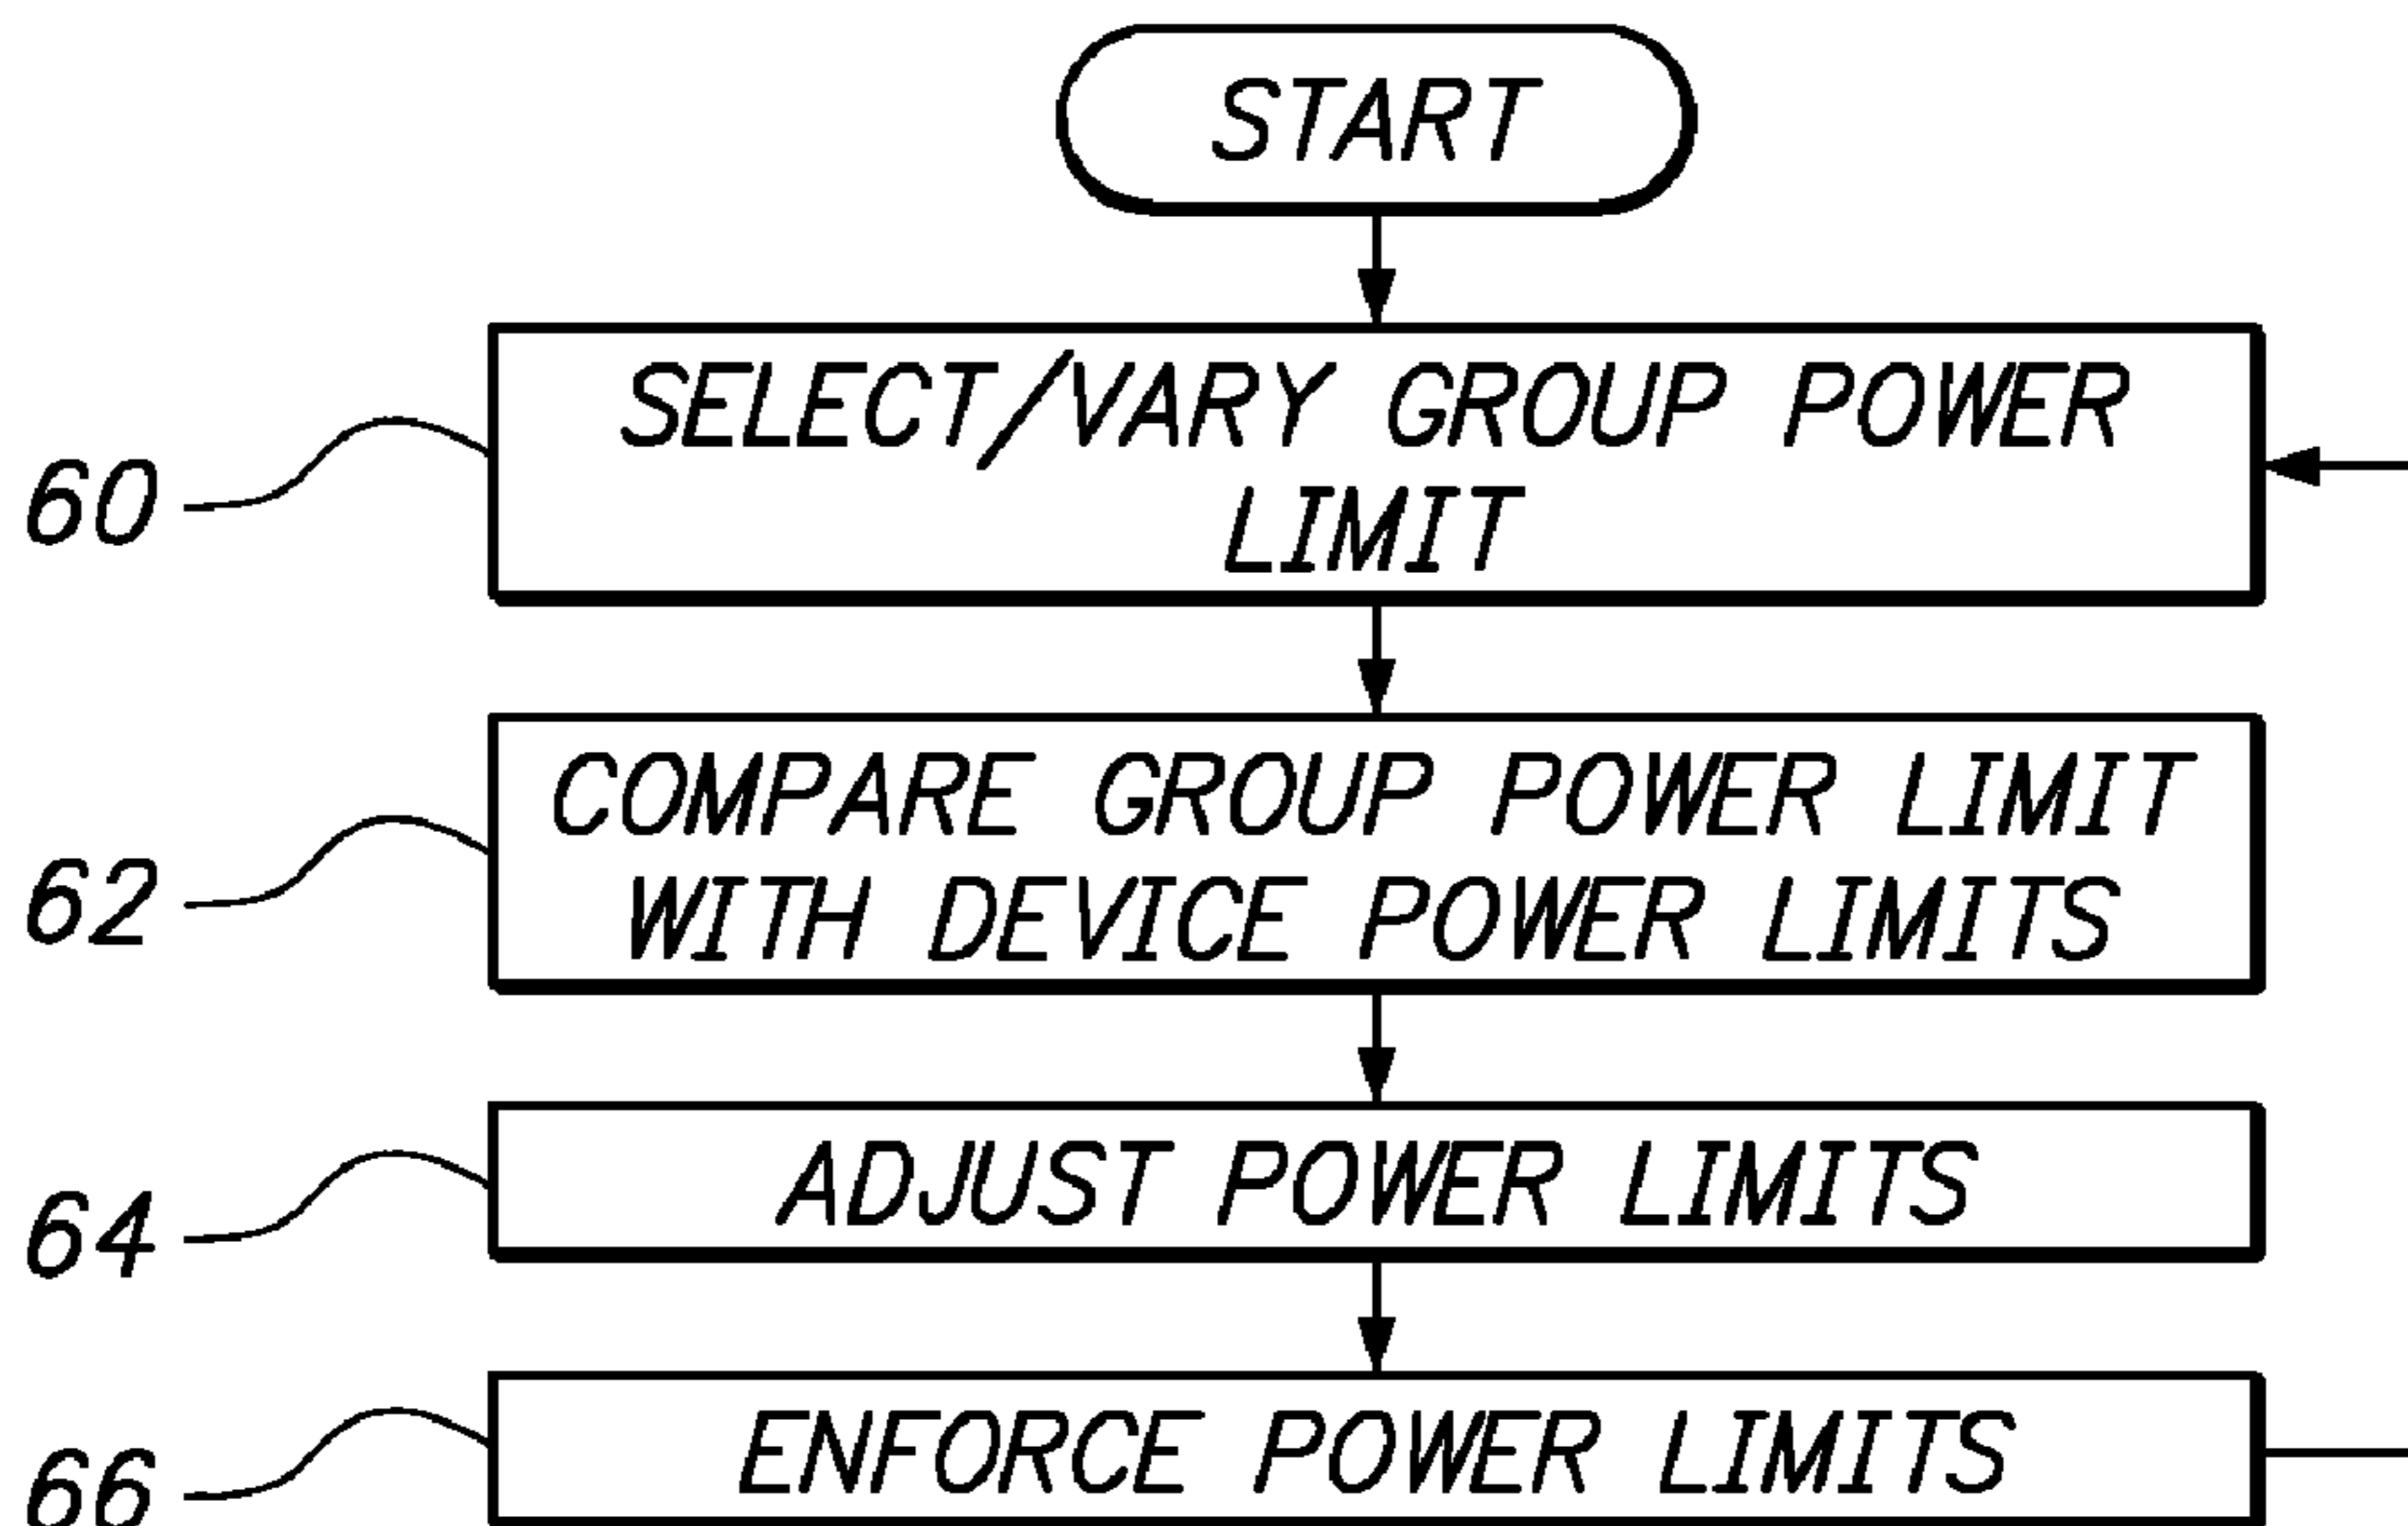 START
SELECT/VARY GROUP POWER
LIMIT
60
COMPARE GROUP POWER LIMIT
WITH DEVICE POWER LIMITS
62
ADJUST POWER LIMITS
64
ENFORCE POWER LIMITS
66